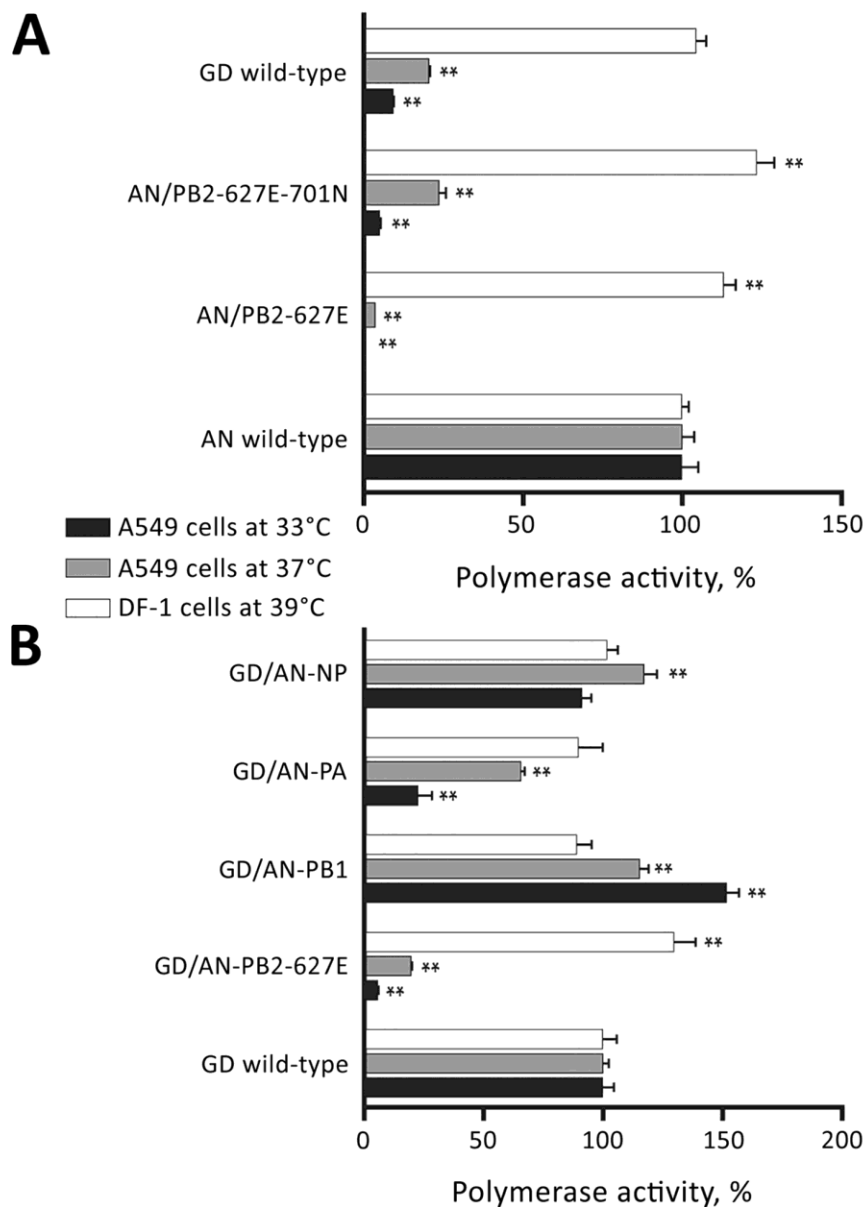 A
GD wild-type
**
**
AN/PB2-627E-701N
**
**
**
AN/PB2-627E
**
**
**
AN wild-type
0 50 100 150
Polymerase activity, %
A549 cells at 33°C
A549 cells at 37°C
DF-1 cells at 39°C
B
GD/AN-NP
**
GD/AN-PA
**
**
GD/AN-PB1
**
**
GD/AN-PB2-627E
**
**
**
GD wild-type
0 50 100 150 200
Polymerase activity, %